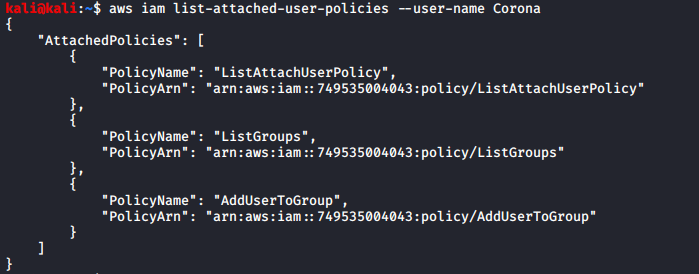 kali@kali:~$ aws iam list-attached-user-policies --user-name Corona
{
    "AttachedPolicies": [
        {
            "PolicyName": "ListAttachUserPolicy",
            "PolicyArn": "arn:aws:iam::749535004043:policy/ListAttachUserPolicy"
        },
        {
            "PolicyName": "ListGroups",
            "PolicyArn": "arn:aws:iam::749535004043:policy/ListGroups"
        },
        {
            "PolicyName": "AddUserToGroup",
            "PolicyArn": "arn:aws:iam::749535004043:policy/AddUserToGroup"
        }
    ]
}